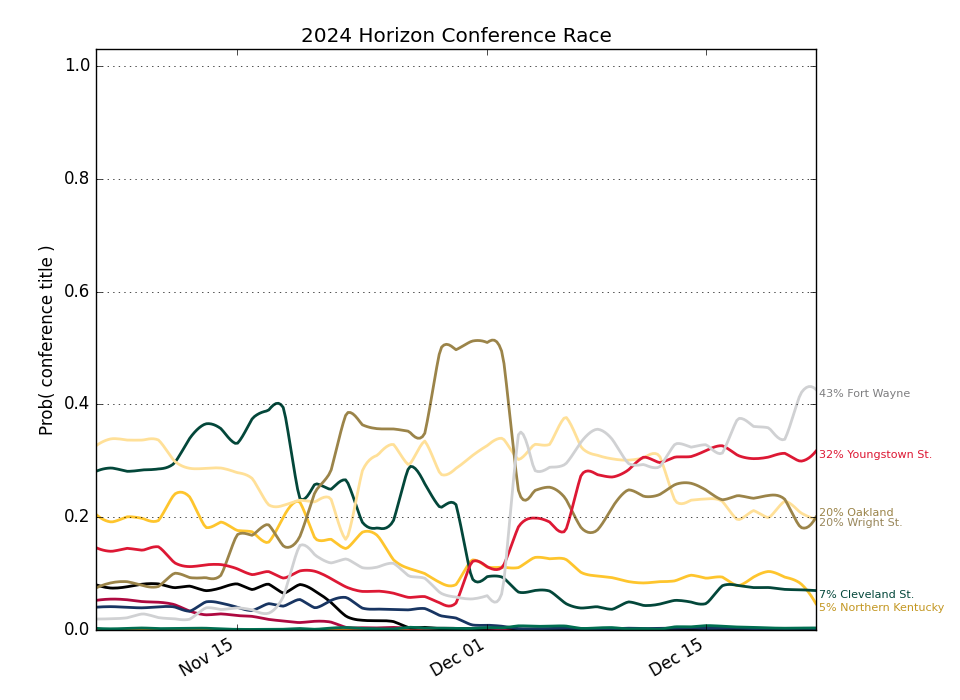 2024 Horizon Conference Race
Prob( conference title )
1.0
0.8
0.6
0.4
0.2
0.0
Nov 15
Dec 01
Dec 15
43% Fort Wayne
32% Youngstown St.
20% Oakland
20% Wright St.
7% Cleveland St.
5% Northern Kentucky